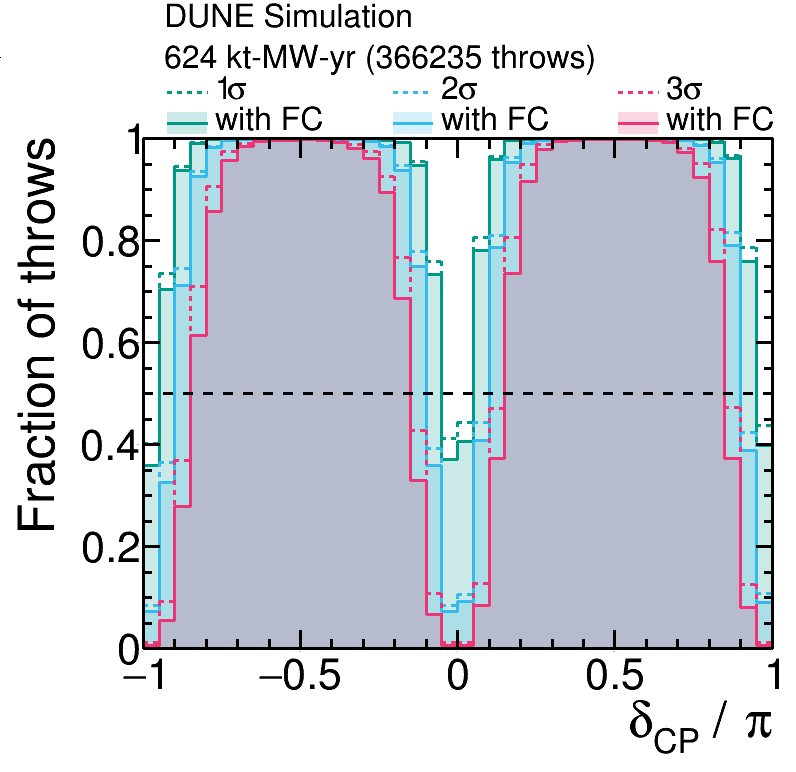 DUNE Simulation
624 kt-MW-yr (366235 throws)
1σ 2σ 3σ
with FC with FC with FC
Fraction of throws
1
0.8
0.6
0.4
0.2
0
−1 −0.5 0 0.5 1
δCP / π